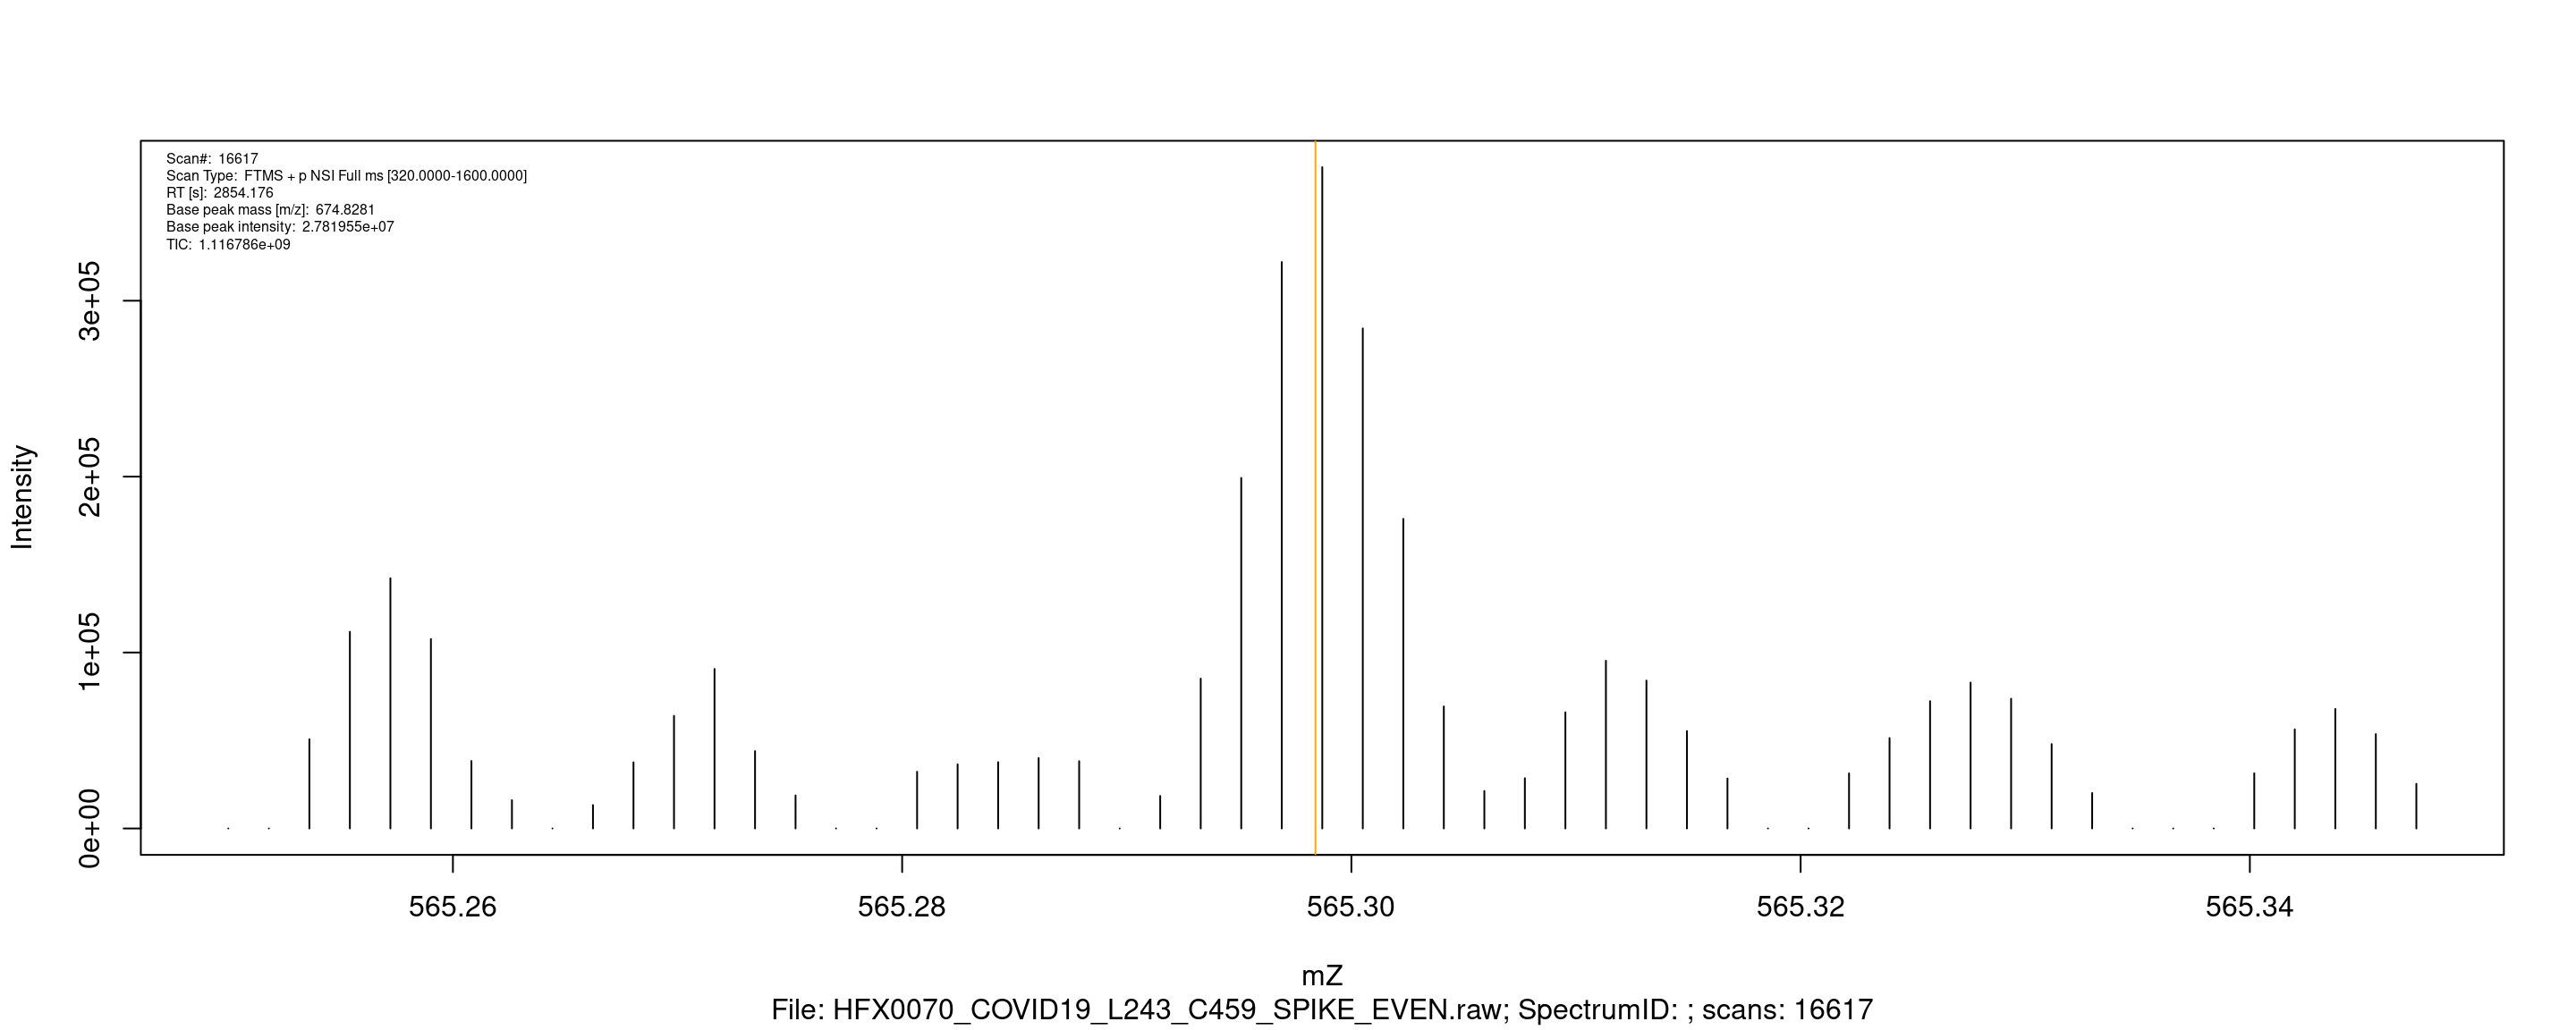 Scan#: 16617
Scan Type: FTMS + p NSI Full ms [320.0000-1600.0000]
RT [s]: 2854.176
Base peak mass [m/z]: 674.8281
Base peak intensity: 2.781955e+07
TIC: 1.116786e+09
Intensity
3e+05
2e+05
1e+05
0e+00
565.26 565.28 565.30 565.32 565.34
mZ
File: HFX0070_COVID19_L243_C459_SPIKE_EVEN.raw; SpectrumID: ; scans: 16617